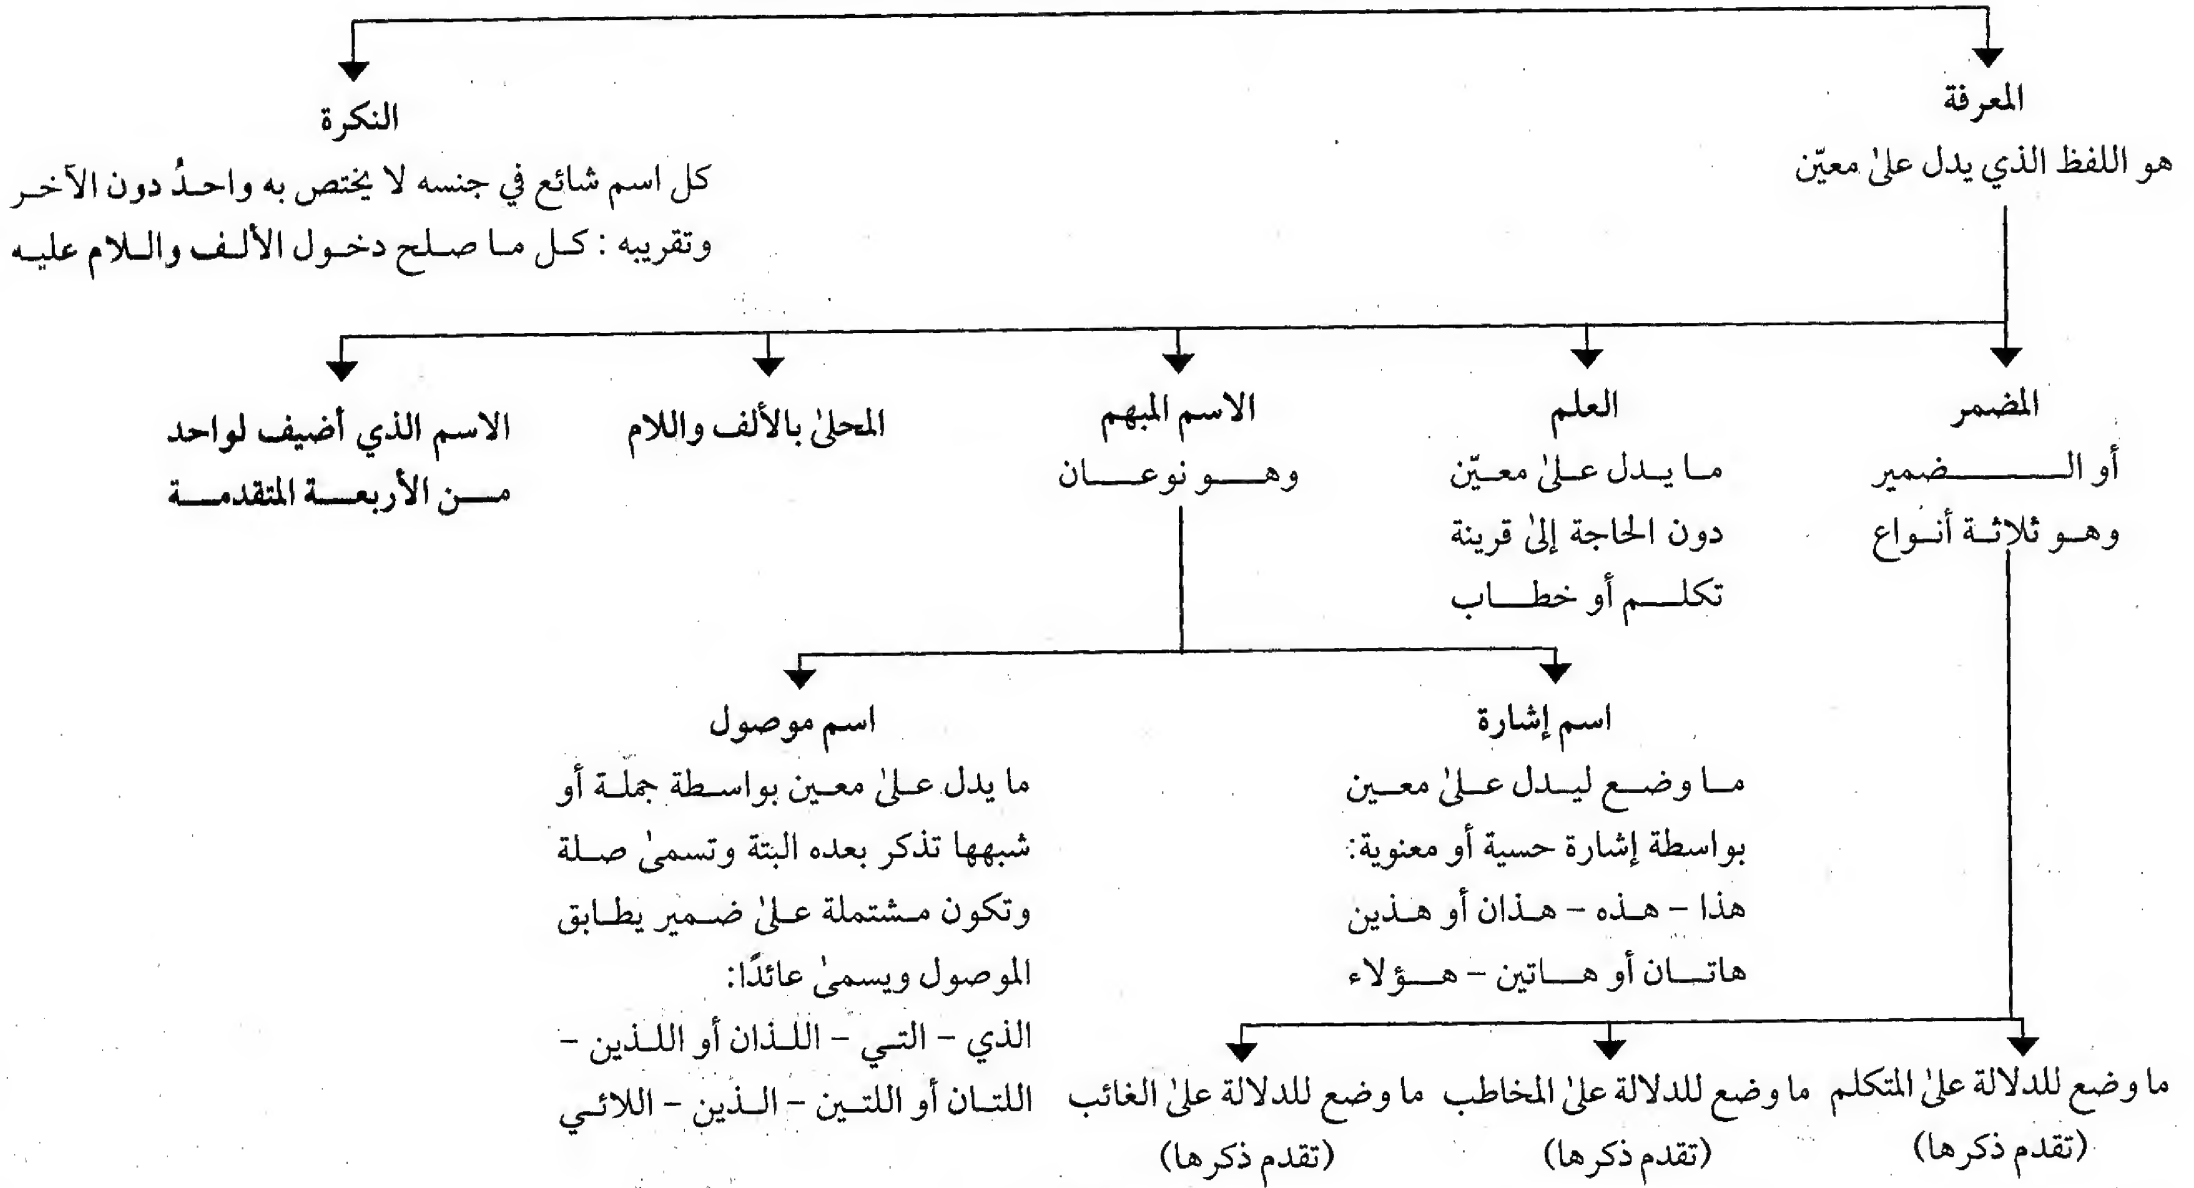 المعرفة
هو اللفظ الذي يدل علىٰ معيّن
النكرة
كل اسم شائع في جنسه لا يختص به واحدُ دون الآخر
وتقريبه : كل ما صلح دخول الألف واللام عليه
المضمر
أو الضمير
وهو ثلاثة أنواع
العلم
ما يدل علىٰ معيّن
دون الحاجة إلىٰ قرينة
تكلم أو خطاب
الاسم المبهم
وهو نوعان
المحلىٰ بالألف واللام
الاسم الذي أضيف لواحد
من الأربعة المتقدمة
اسم إشارة
ما وضع ليدل علىٰ معين
بواسطة إشارة حسية أو معنوية:
هذا – هذه – هذان أو هذين
هاتان أو هاتين – هؤلاء
اسم موصول
ما يدل علىٰ معين بواسطة جملة أو
شبهها تذكر بعده البتة وتسمىٰ صلة
وتكون مشتملة علىٰ ضمير يطابق
الموصول ويسمىٰ عائدًا:
الذي – التي – اللذان أو اللذين –
اللتان أو اللتين – الذين – اللائي
ما وضع للدلالة علىٰ المتكلم
(تقدم ذكرها)
ما وضع للدلالة علىٰ المخاطب
(تقدم ذكرها)
ما وضع للدلالة علىٰ الغائب
(تقدم ذكرها)